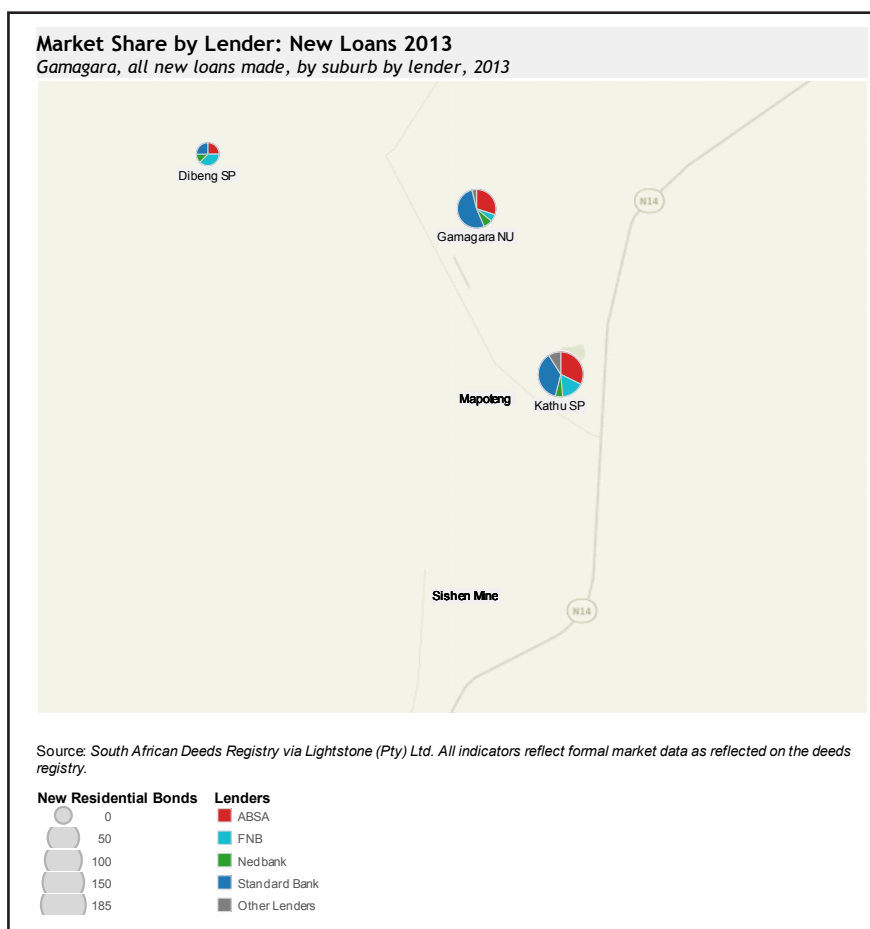 Market Share by Lender: New Loans 2013
Gamagara, all new loans made, by suburb by lender, 2013
Dibeng SP
Gamagara NU
N14
Mapoteng
Kathu SP
Sishen Mine
N14
Source: South African Deeds Registry via Lightstone (Pty) Ltd. All indicators reflect formal market data as reflected on the deeds
registry.
New Residential Bonds
0
50
100
150
185
Lenders
ABSA
FNB
Nedbank
Standard Bank
Other Lenders